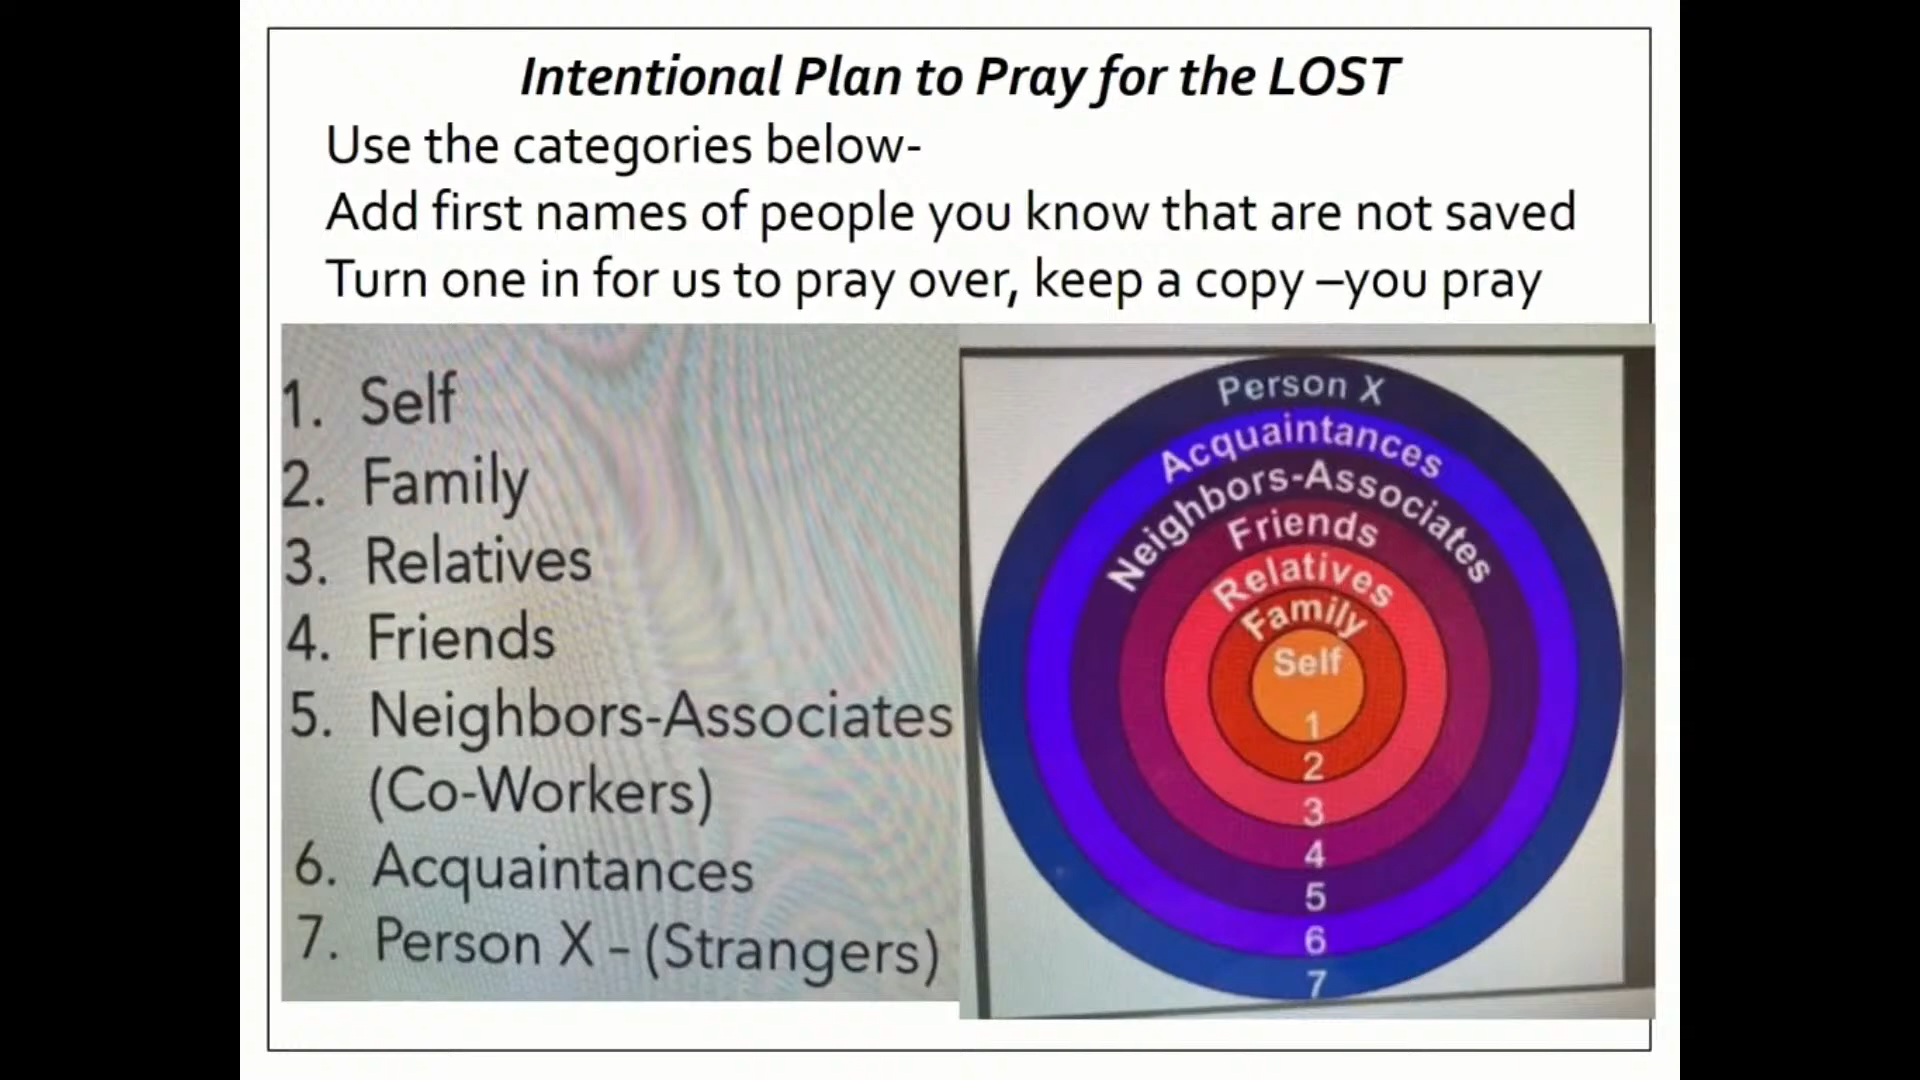 Intentional Plan to Pray for the LOST
Use the categories below-
Add first names of people you know that are not saved
Turn one in for us to pray over, keep a copy –you pray
1. Self
2. Family
3. Relatives
4. Friends
5. Neighbors-Associates
(Co-Workers)
6. Acquaintances
7. Person X - (Strangers)
Person X
Acquaintances
Neighbors-Associates
Friends
Relatives
Family
Self
1
2
3
4
5
6
7